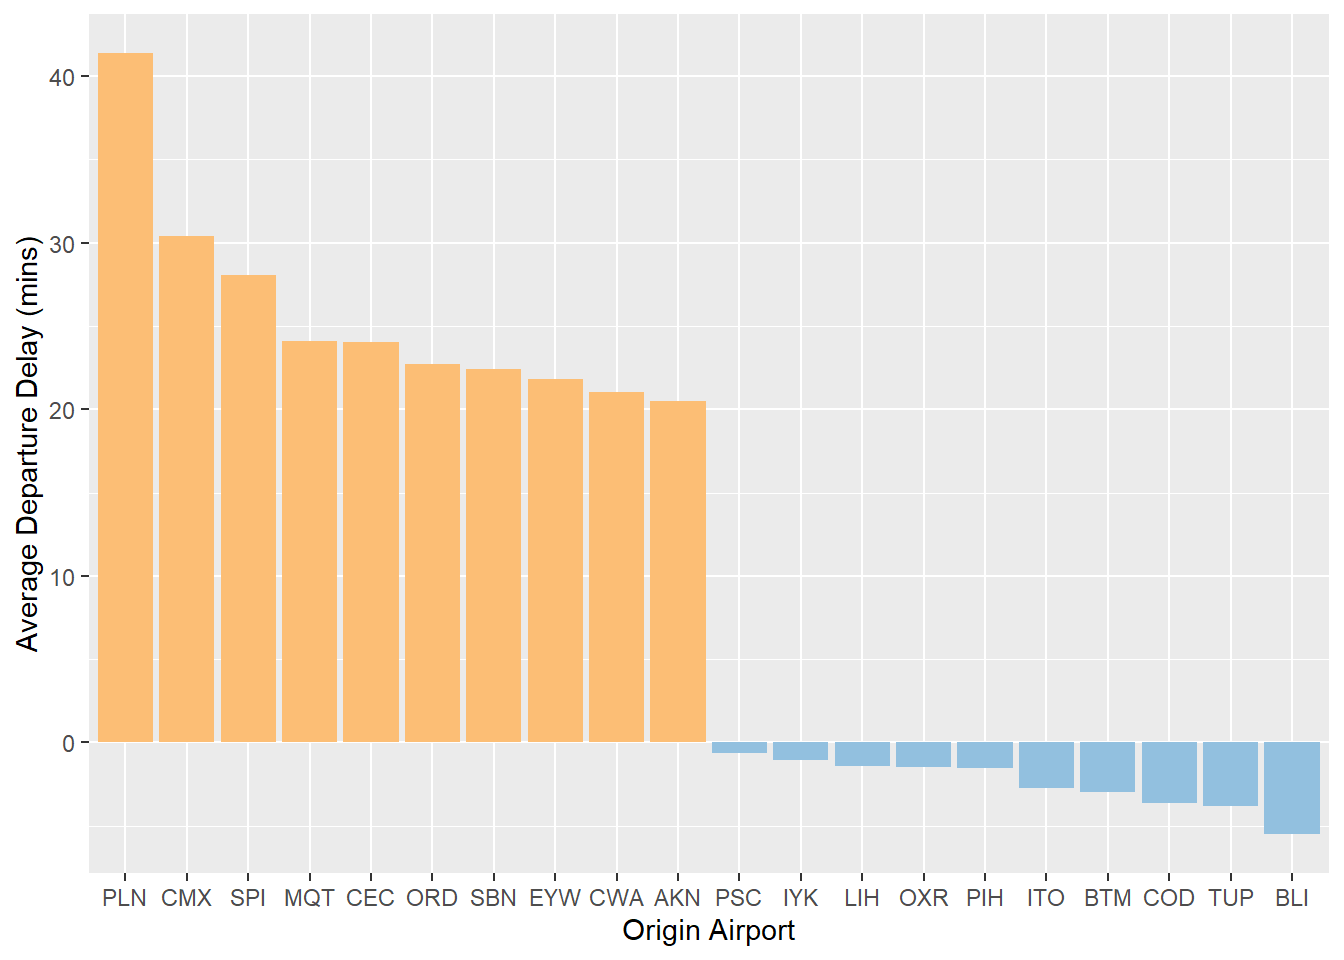 Average Departure Delay (mins)
40
30
20
10
0
PLN CMX SPI MQT CEC ORD SBN EYW CWA AKN PSC IYK LIH OXR PIH ITO BTM COD TUP BLI
Origin Airport